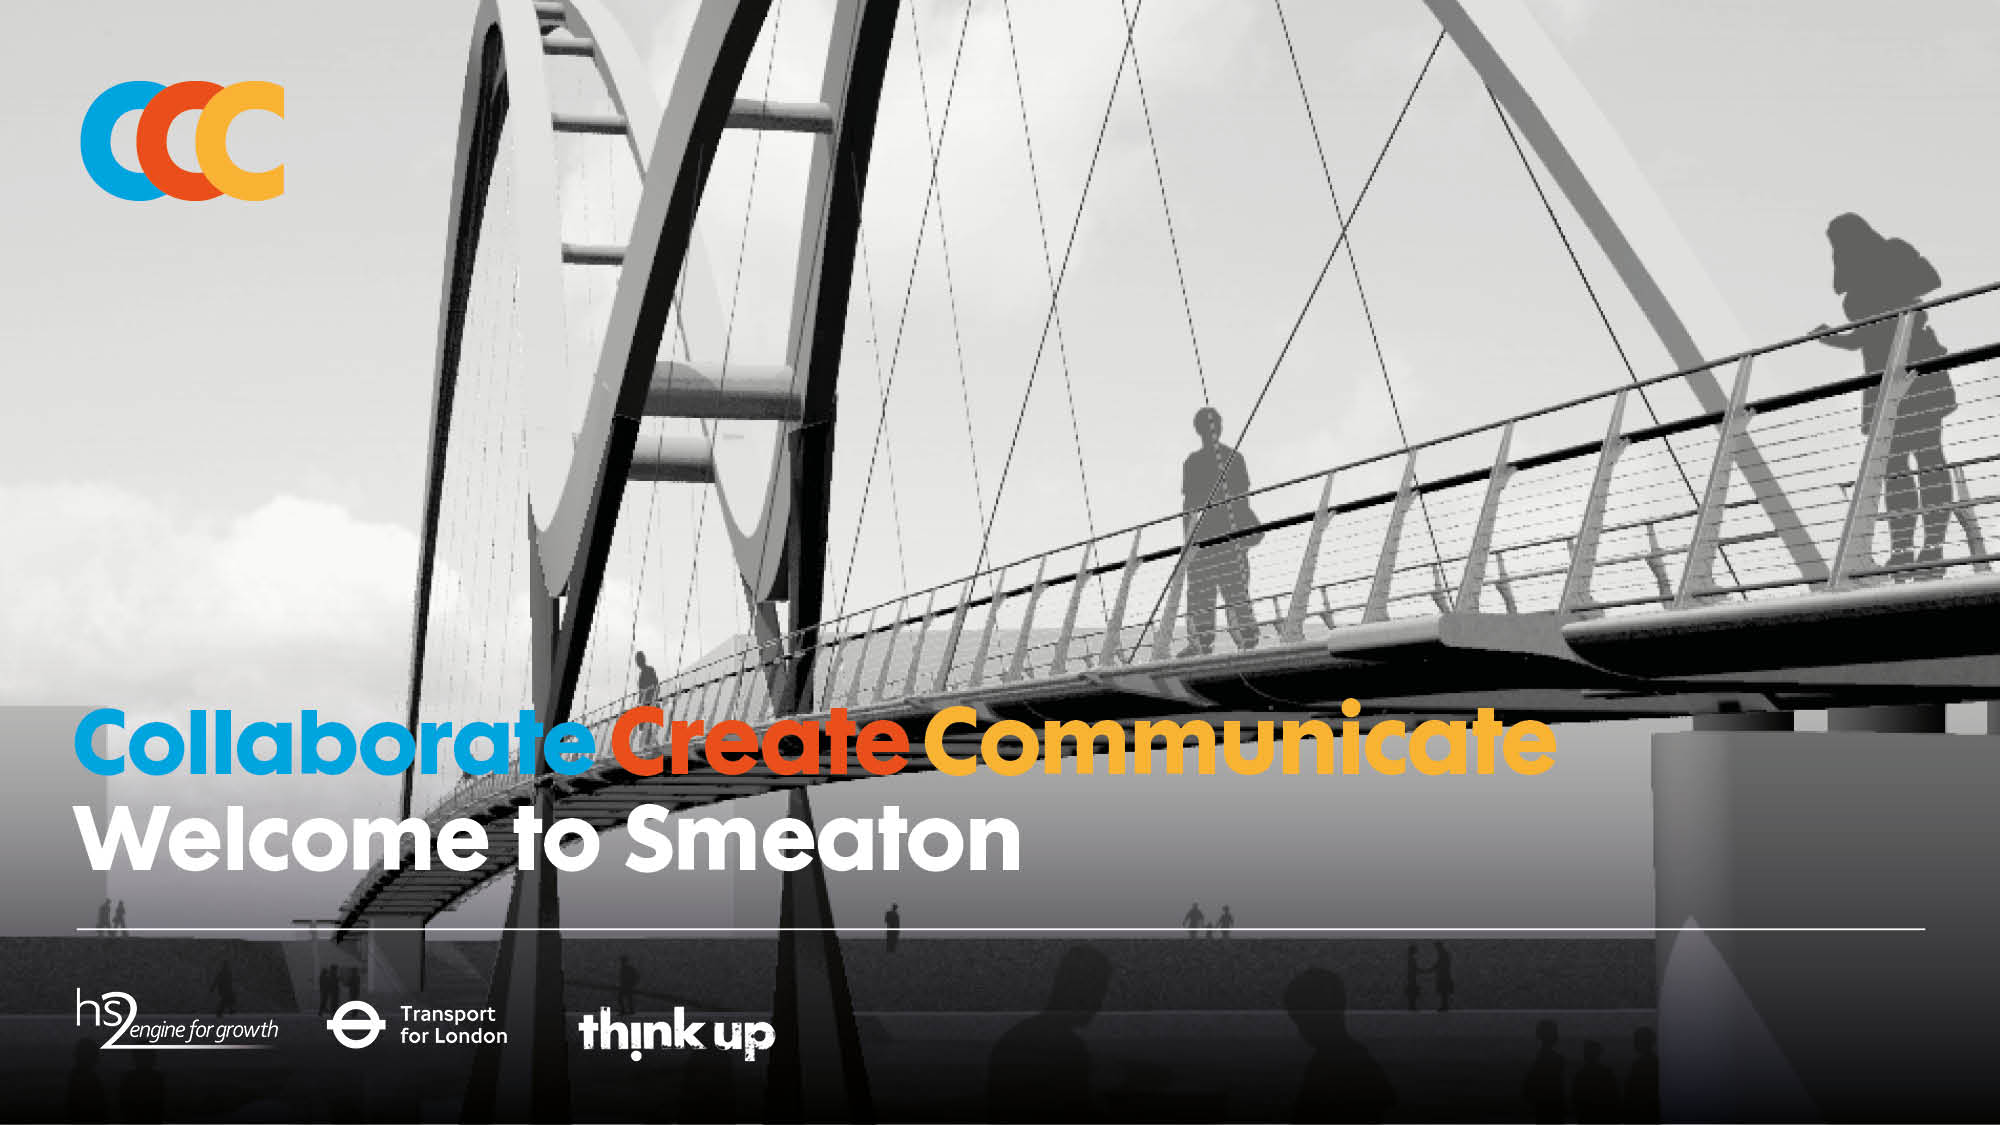 CCC
Collaborate Create Communicate
Welcome to Smeaton
hs2 engine for growth
Transport
for London
think up